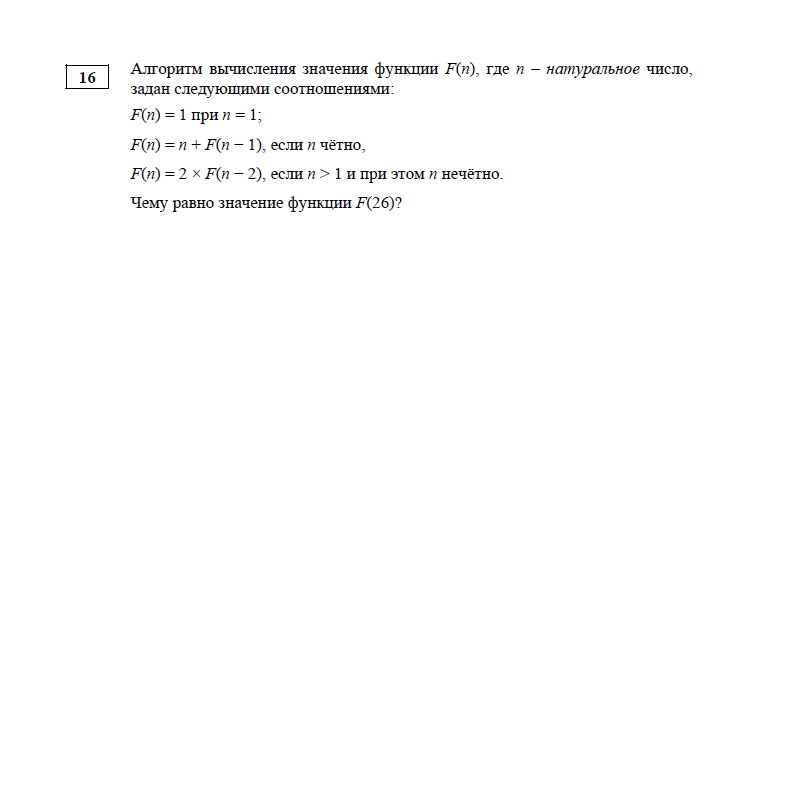 16
Алгоритм вычисления значения функции F(n), где n – натуральное число,
задан следующими соотношениями:
F(n) = 1 при n = 1;
F(n) = n + F(n − 1), если n чётно,
F(n) = 2 × F(n − 2), если n > 1 и при этом n нечётно.
Чему равно значение функции F(26)?